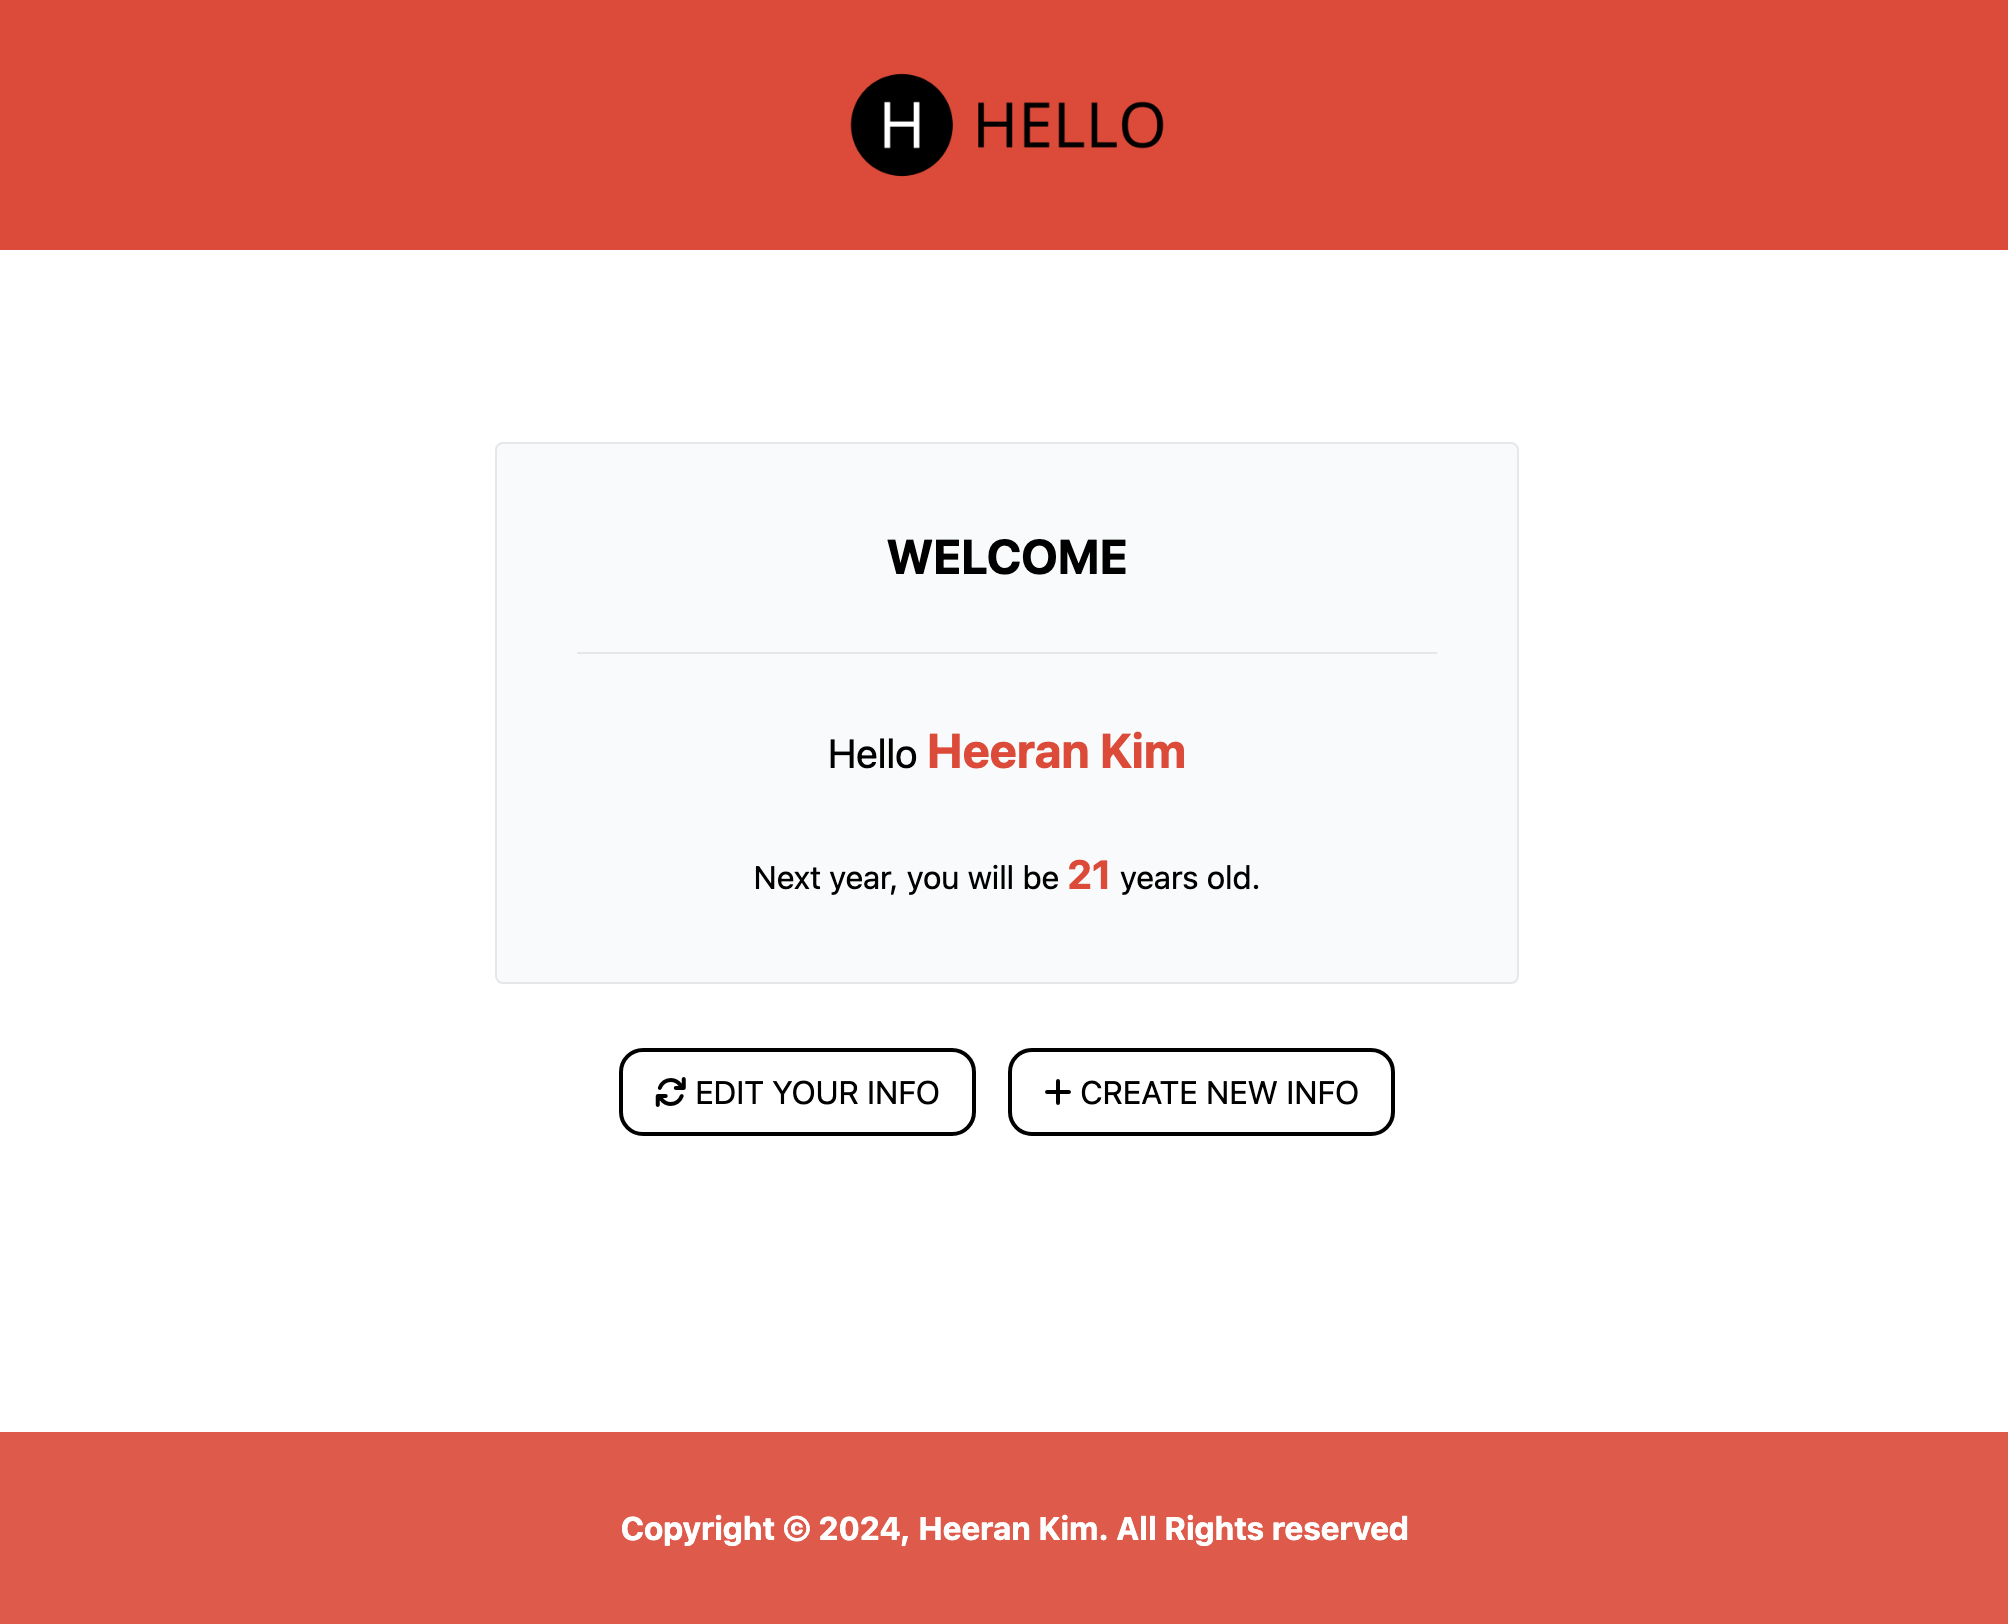 H HELLO
WELCOME
Hello Heeran Kim
Next year, you will be 21 years old.
EDIT YOUR INFO
CREATE NEW INFO
Copyright © 2024, Heeran Kim. All Rights reserved